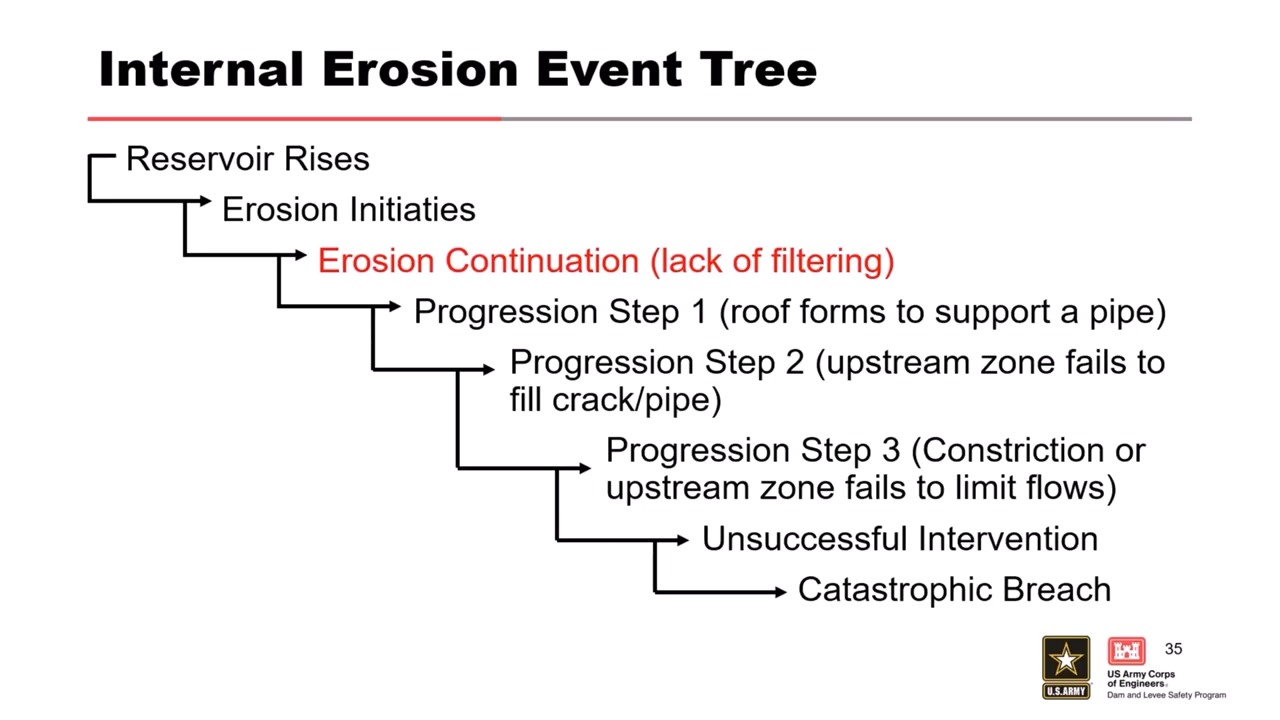 Internal Erosion Event Tree
Reservoir Rises
Erosion Initiaties
Erosion Continuation (lack of filtering)
Progression Step 1 (roof forms to support a pipe)
Progression Step 2 (upstream zone fails to
fill crack/pipe)
Progression Step 3 (Constriction or
upstream zone fails to limit flows)
Unsuccessful Intervention
Catastrophic Breach
35
U.S.ARMY
US Army Corps
of Engineers®
Dam and Levee Safety Program